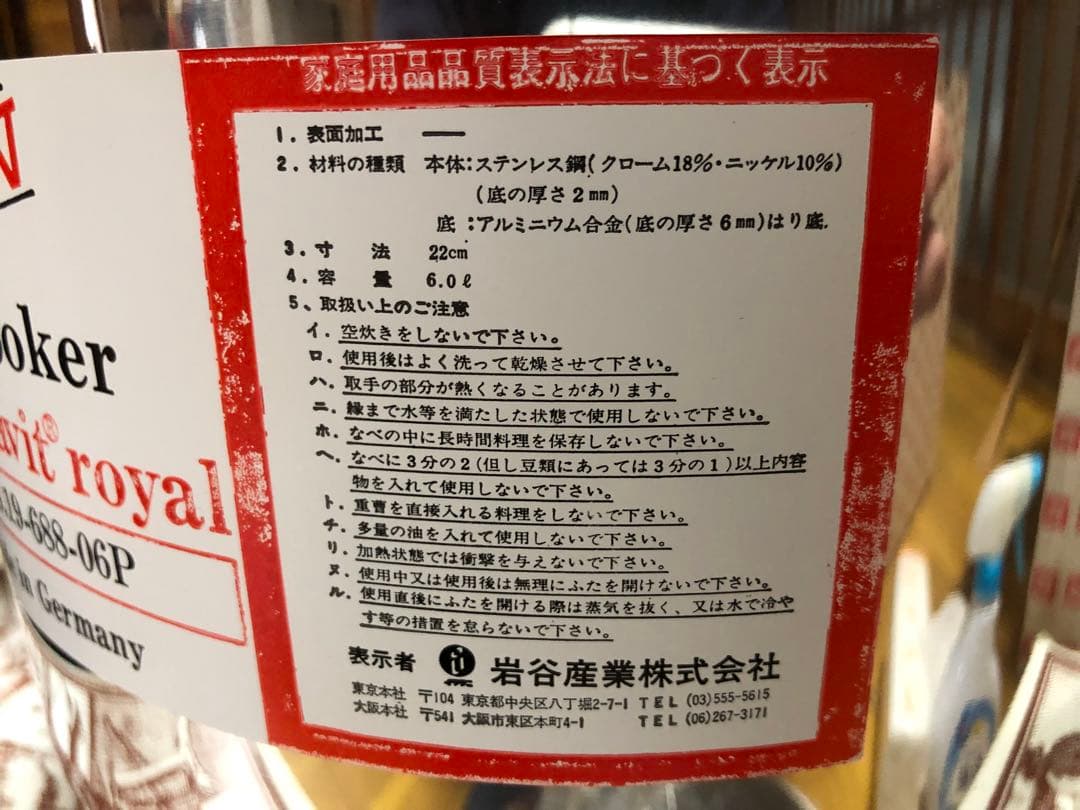 家庭用品品質表示法に基づく表示
1. 表面加工 ——
2. 材料の種類 本体:ステンレス鋼(クローム18%・ニッケル10%)
(底の厚さ2mm)
底:アルミニウム合金(底の厚さ6mm)はり底.
3. 寸 法 22cm
4. 容 量 6.0ℓ
5、取扱い上のご注意
イ. 空炊きをしないで下さい。
ロ. 使用後はよく洗って乾燥させて下さい。
ハ. 取手の部分が熱くなることがあります。
ニ. 縁まで水等を満たした状態で使用しないで下さい。
ホ. なべの中に長時間料理を保存しないで下さい。
ヘ. なべに3分の2(但し豆類にあっては3分の1)以上内容
物を入れて使用しないで下さい。
ト. 重曹を直接入れる料理をしないで下さい。
チ. 多量の油を入れて使用しないで下さい。
リ. 加熱状態では衝撃を与えないで下さい。
ヌ. 使用中又は使用後は無理にふたを開けないで下さい。
ル. 使用直後にふたを開ける際は蒸気を抜く、又は水で冷や
す等の措置を怠らないで下さい。
表示者 岩谷産業株式会社
東京本社 〒104 東京都中央区八丁堀2-7-1 TEL (03)555-5615
大阪本社 〒541 大阪市東区本町4-1 TEL (06)267-3171
oker
vit® royal
19-688-06P
in Germany